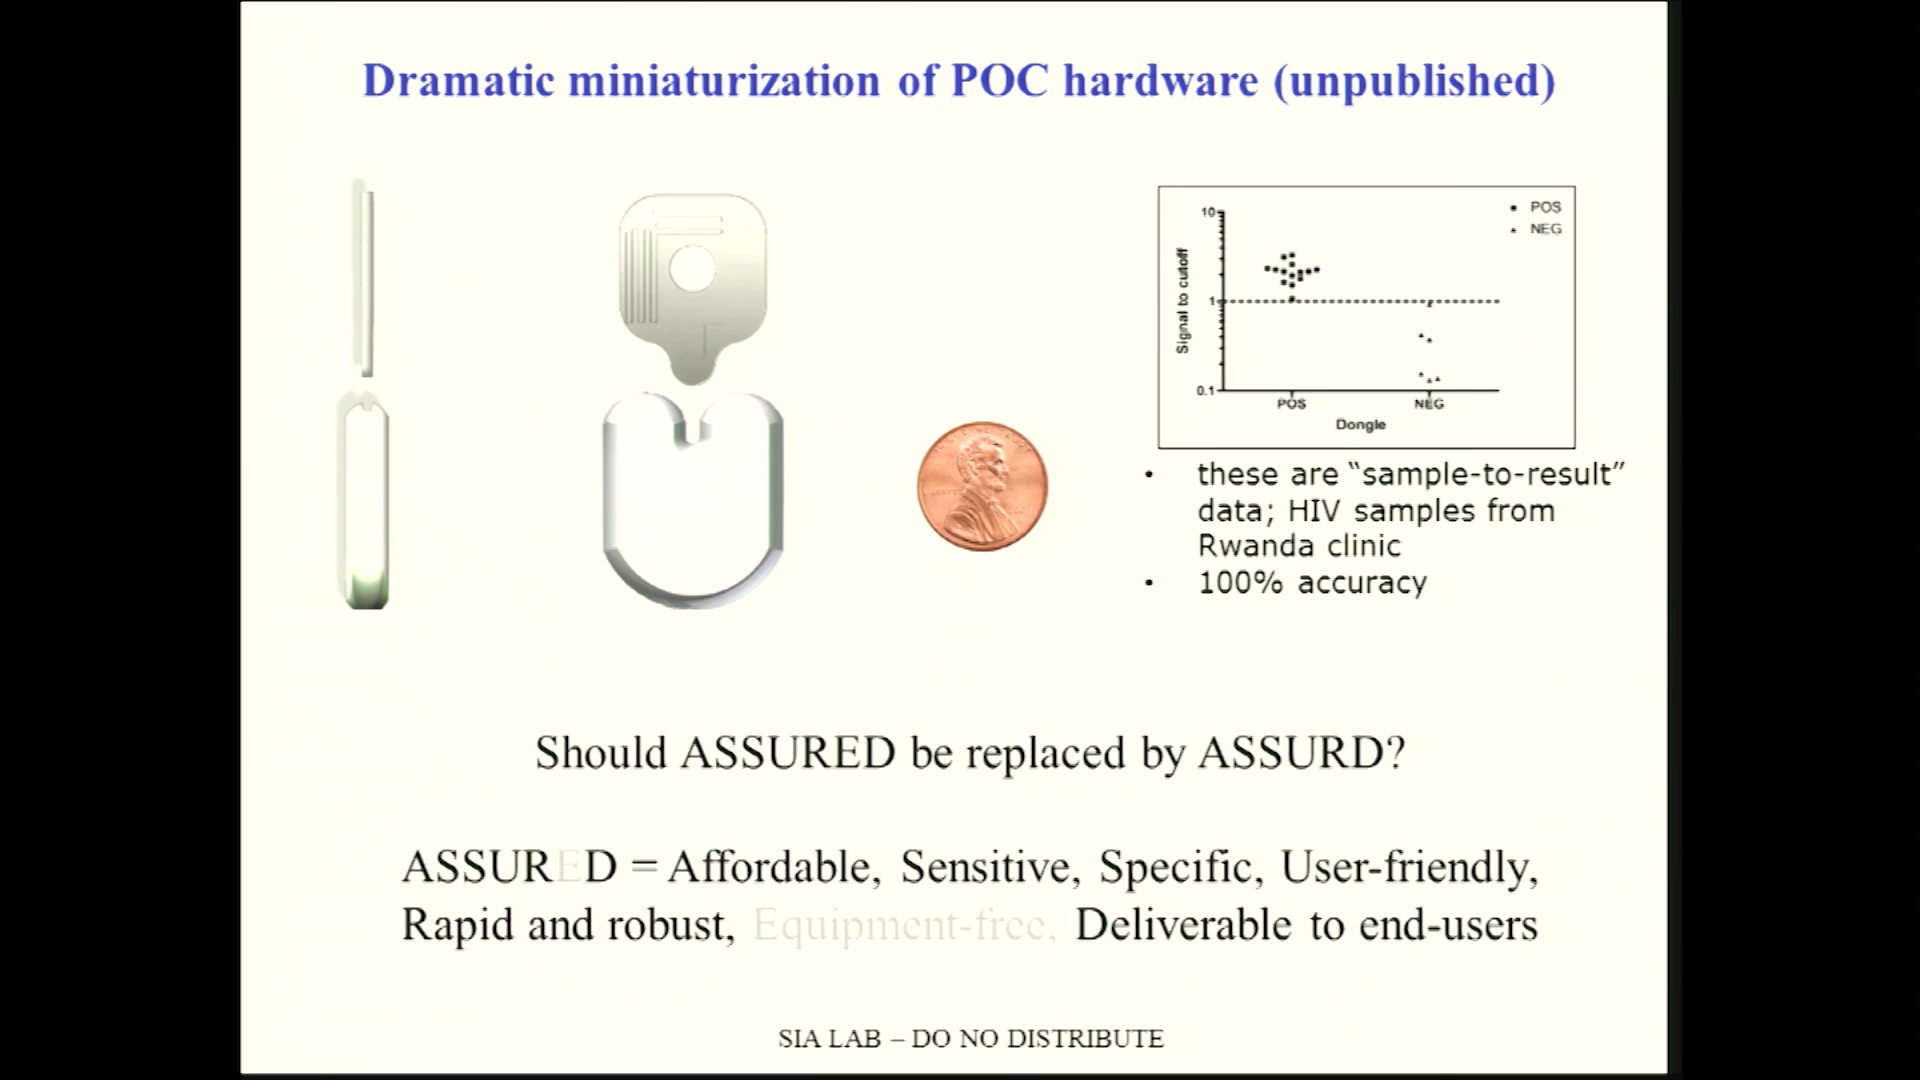 Dramatic miniaturization of POC hardware (unpublished)
10
1
0.1
Signal to cutoff
POS
NEG
POS
NEG
Dongle
• these are “sample-to-result”
data; HIV samples from
Rwanda clinic
• 100% accuracy
Should ASSURED be replaced by ASSURD?
ASSURED = Affordable, Sensitive, Specific, User-friendly,
Rapid and robust, Equipment-free, Deliverable to end-users
SIA LAB – DO NO DISTRIBUTE